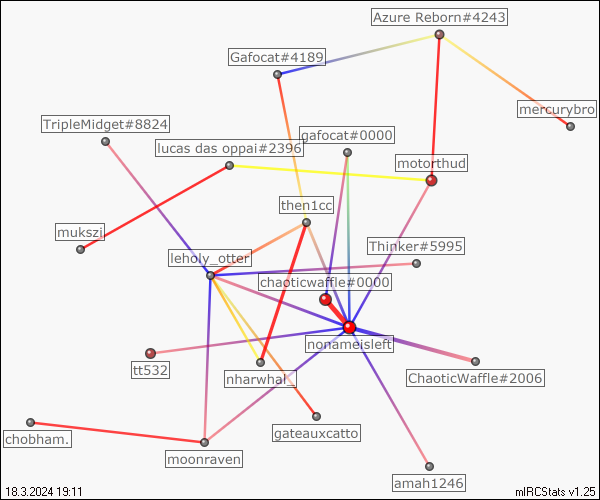 Azure Reborn#4243
Gafocat#4189
mercurybro
TripleMidget#8824
gafocat#0000
lucas das oppai#2396
motorthud
then1cc
mukszi
Thinker#5995
leholy_otter
chaoticwaffle#0000
nonameisleft
tt532
nharwhal_
ChaoticWaffle#2006
gateauxcatto
chobham.
moonraven
amah1246
18.3.2024 19:11
mIRCStats v1.25